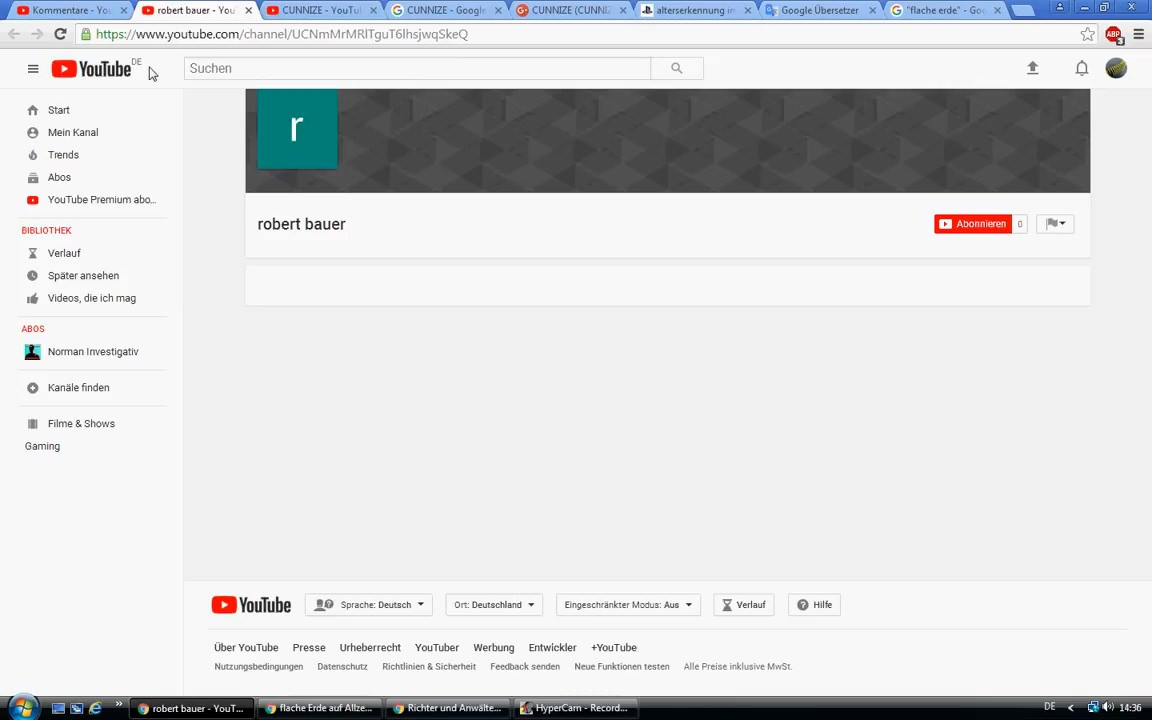 Kommentare - You
robert bauer - You
CUNNIZE - YouTu
CUNNIZE - Google
CUNNIZE (CUNNIZ
alterserkennung in
Google Übersetzer
"flache erde" - Goo
https://www.youtube.com/channel/UCNmMrMRlTguT6lhsjwqSkeQ
ABP
3
YouTube DE
Suchen
Start
Mein Kanal
Trends
Abos
YouTube Premium abo...
BIBLIOTHEK
Verlauf
Später ansehen
Videos, die ich mag
ABOS
Norman Investigativ
Kanäle finden
Filme & Shows
Gaming
r
robert bauer
Abonnieren 0
YouTube
Sprache: Deutsch
Ort: Deutschland
Eingeschränkter Modus: Aus
Verlauf
Hilfe
Über YouTube Presse Urheberrecht YouTuber Werbung Entwickler +YouTube
Nutzungsbedingungen Datenschutz Richtlinien & Sicherheit Feedback senden Neue Funktionen testen Alle Preise inklusive MwSt.
robert bauer - YouT...
flache Erde auf Allze...
Richter und Anwälte...
HyperCam - Record...
DE
14:36